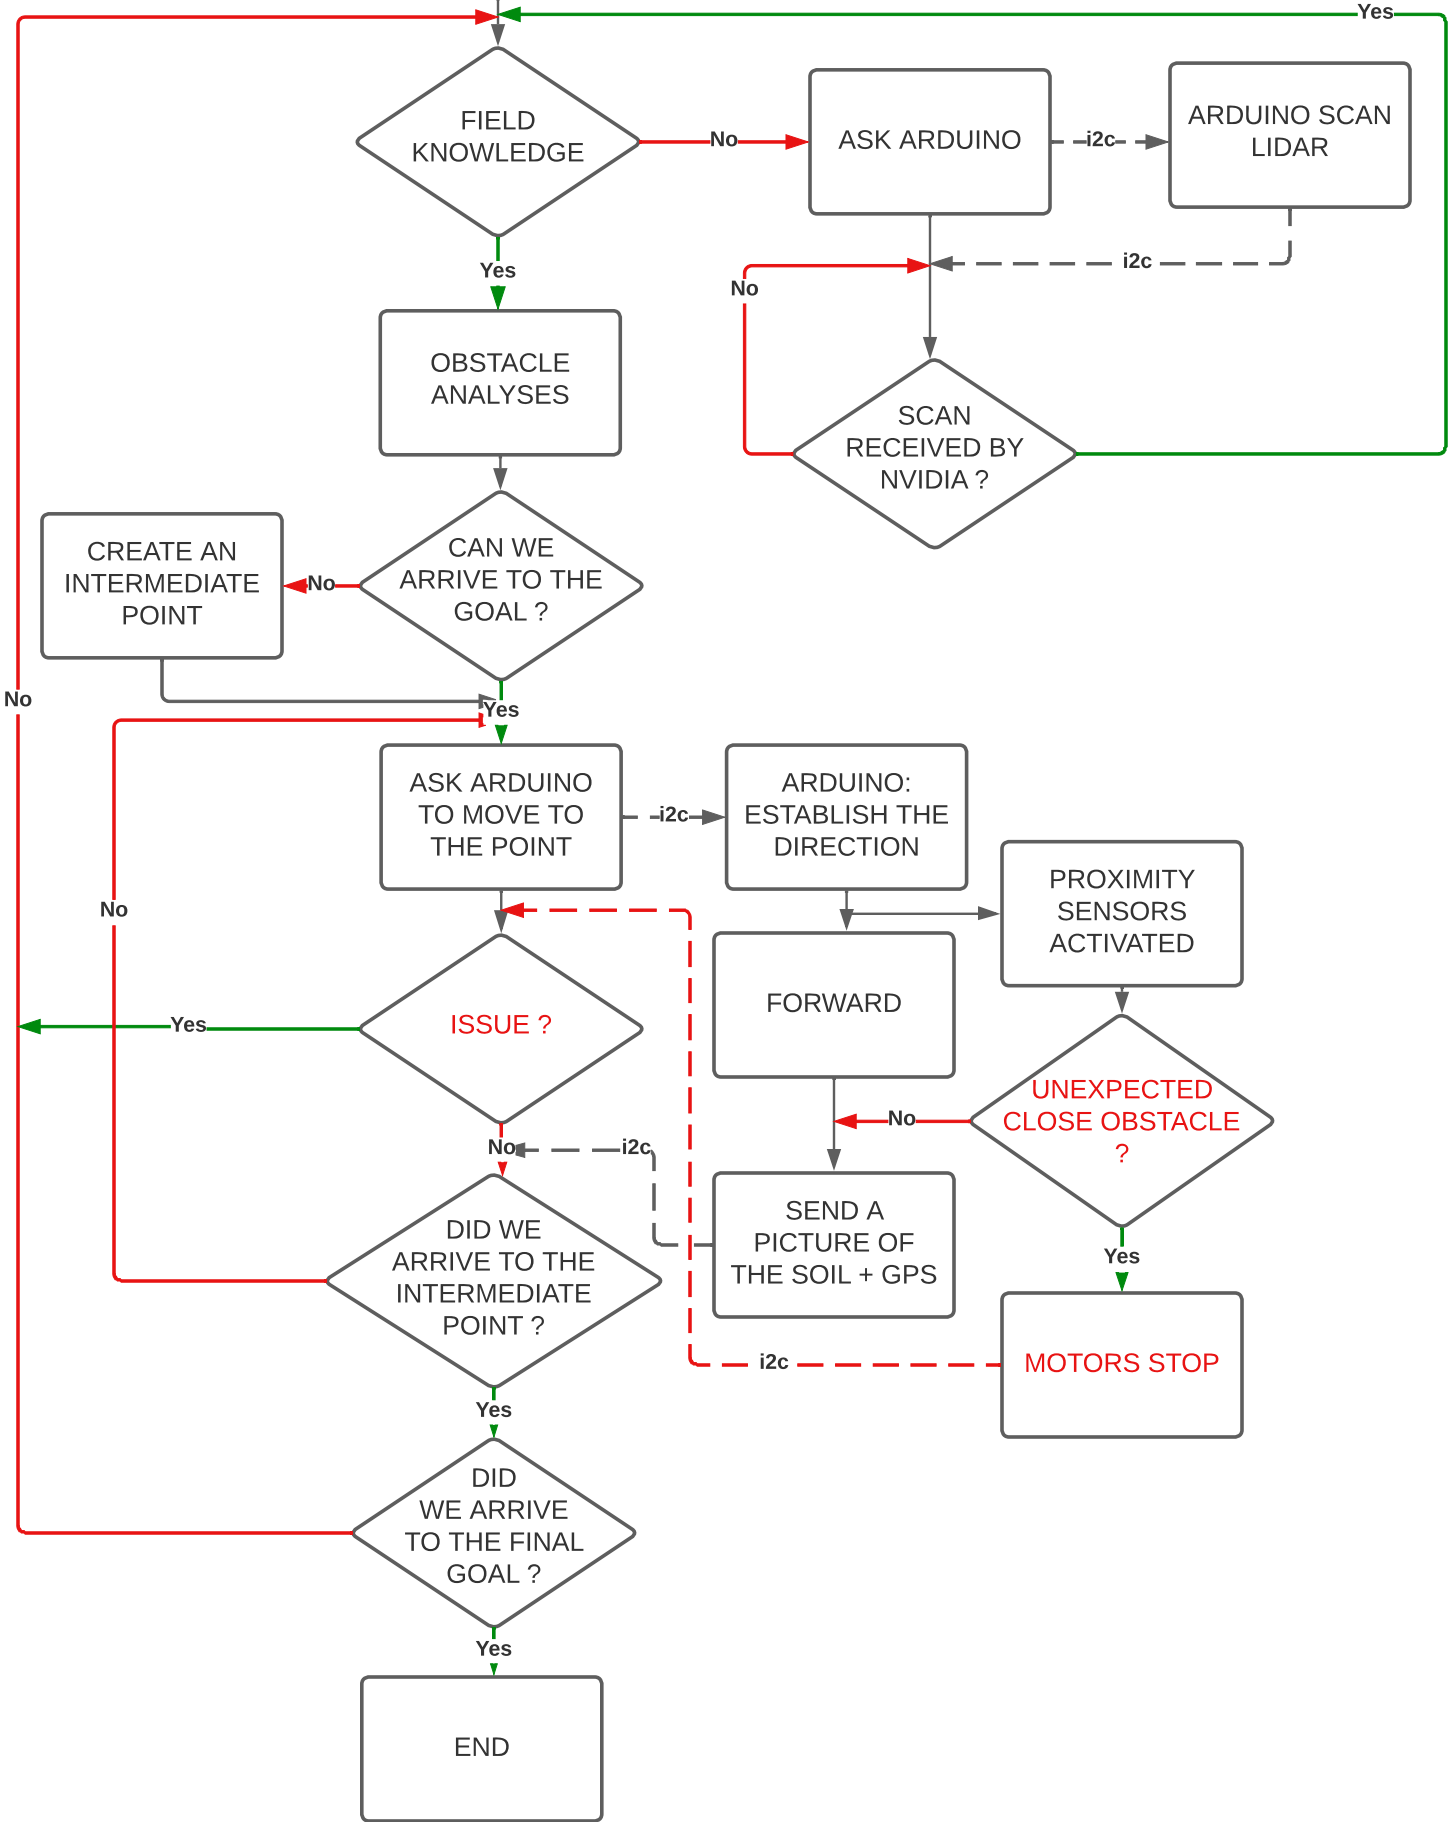 Yes
FIELD
KNOWLEDGE
No
ASK ARDUINO
i2c
ARDUINO SCAN
LIDAR
i2c
No
Yes
OBSTACLE
ANALYSES
SCAN
RECEIVED BY
NVIDIA ?
CAN WE
ARRIVE TO THE
GOAL ?
No
CREATE AN
INTERMEDIATE
POINT
No
Yes
ASK ARDUINO
TO MOVE TO
THE POINT
i2c
ARDUINO:
ESTABLISH THE
DIRECTION
PROXIMITY
SENSORS
ACTIVATED
No
FORWARD
ISSUE ?
Yes
UNEXPECTED
CLOSE OBSTACLE
?
No
No
i2c
SEND A
PICTURE OF
THE SOIL + GPS
DID WE
ARRIVE TO THE
INTERMEDIATE
POINT ?
Yes
MOTORS STOP
i2c
Yes
DID
WE ARRIVE
TO THE FINAL
GOAL ?
Yes
END